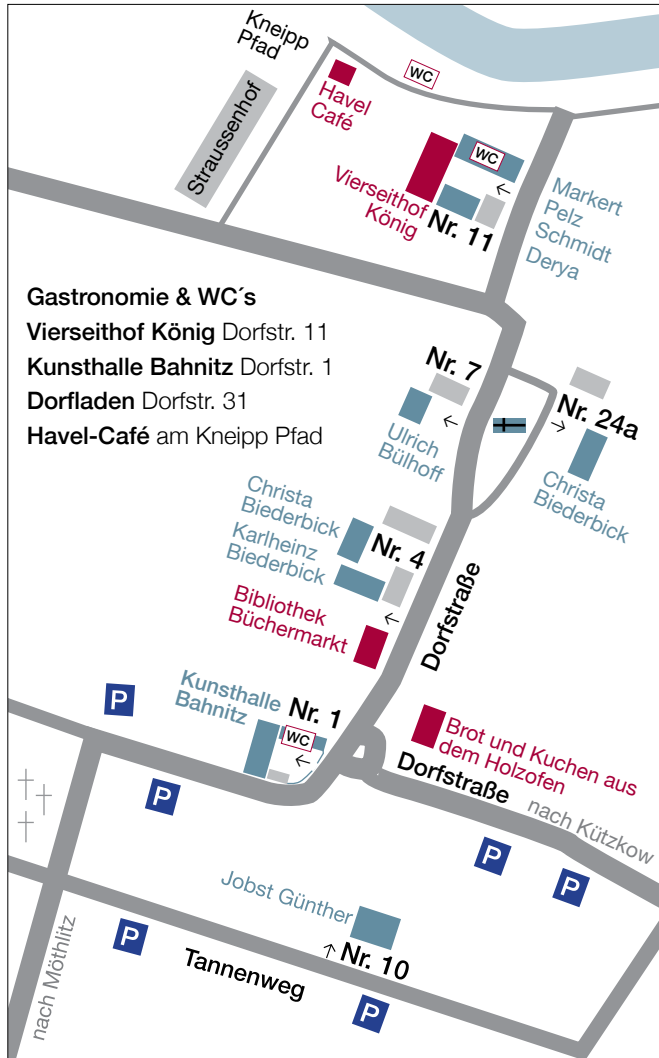 Kneipp
Pfad
WC
Havel
Café
Straussenhof
WC
Vierseithof
König
Nr. 11
Markert
Pelz
Schmidt
Derya
Gastronomie & WC´s
Vierseithof König Dorfstr. 11
Kunsthalle Bahnitz Dorfstr. 1
Dorfladen Dorfstr. 31
Havel-Café am Kneipp Pfad
Nr. 7
Ulrich
Bülhoff
Nr. 24a
Christa
Biederbick
Christa
Biederbick
Karlheinz
Biederbick
Nr. 4
Bibliothek
Büchermarkt
Dorfstraße
P
Kunsthalle
Bahnitz
Nr. 1
WC
Brot und Kuchen aus
dem Holzofen
Dorfstraße
nach Kützkow
P
P
P
Jobst Günther
Nr. 10
P
Tannenweg
P
nach Möthlitz